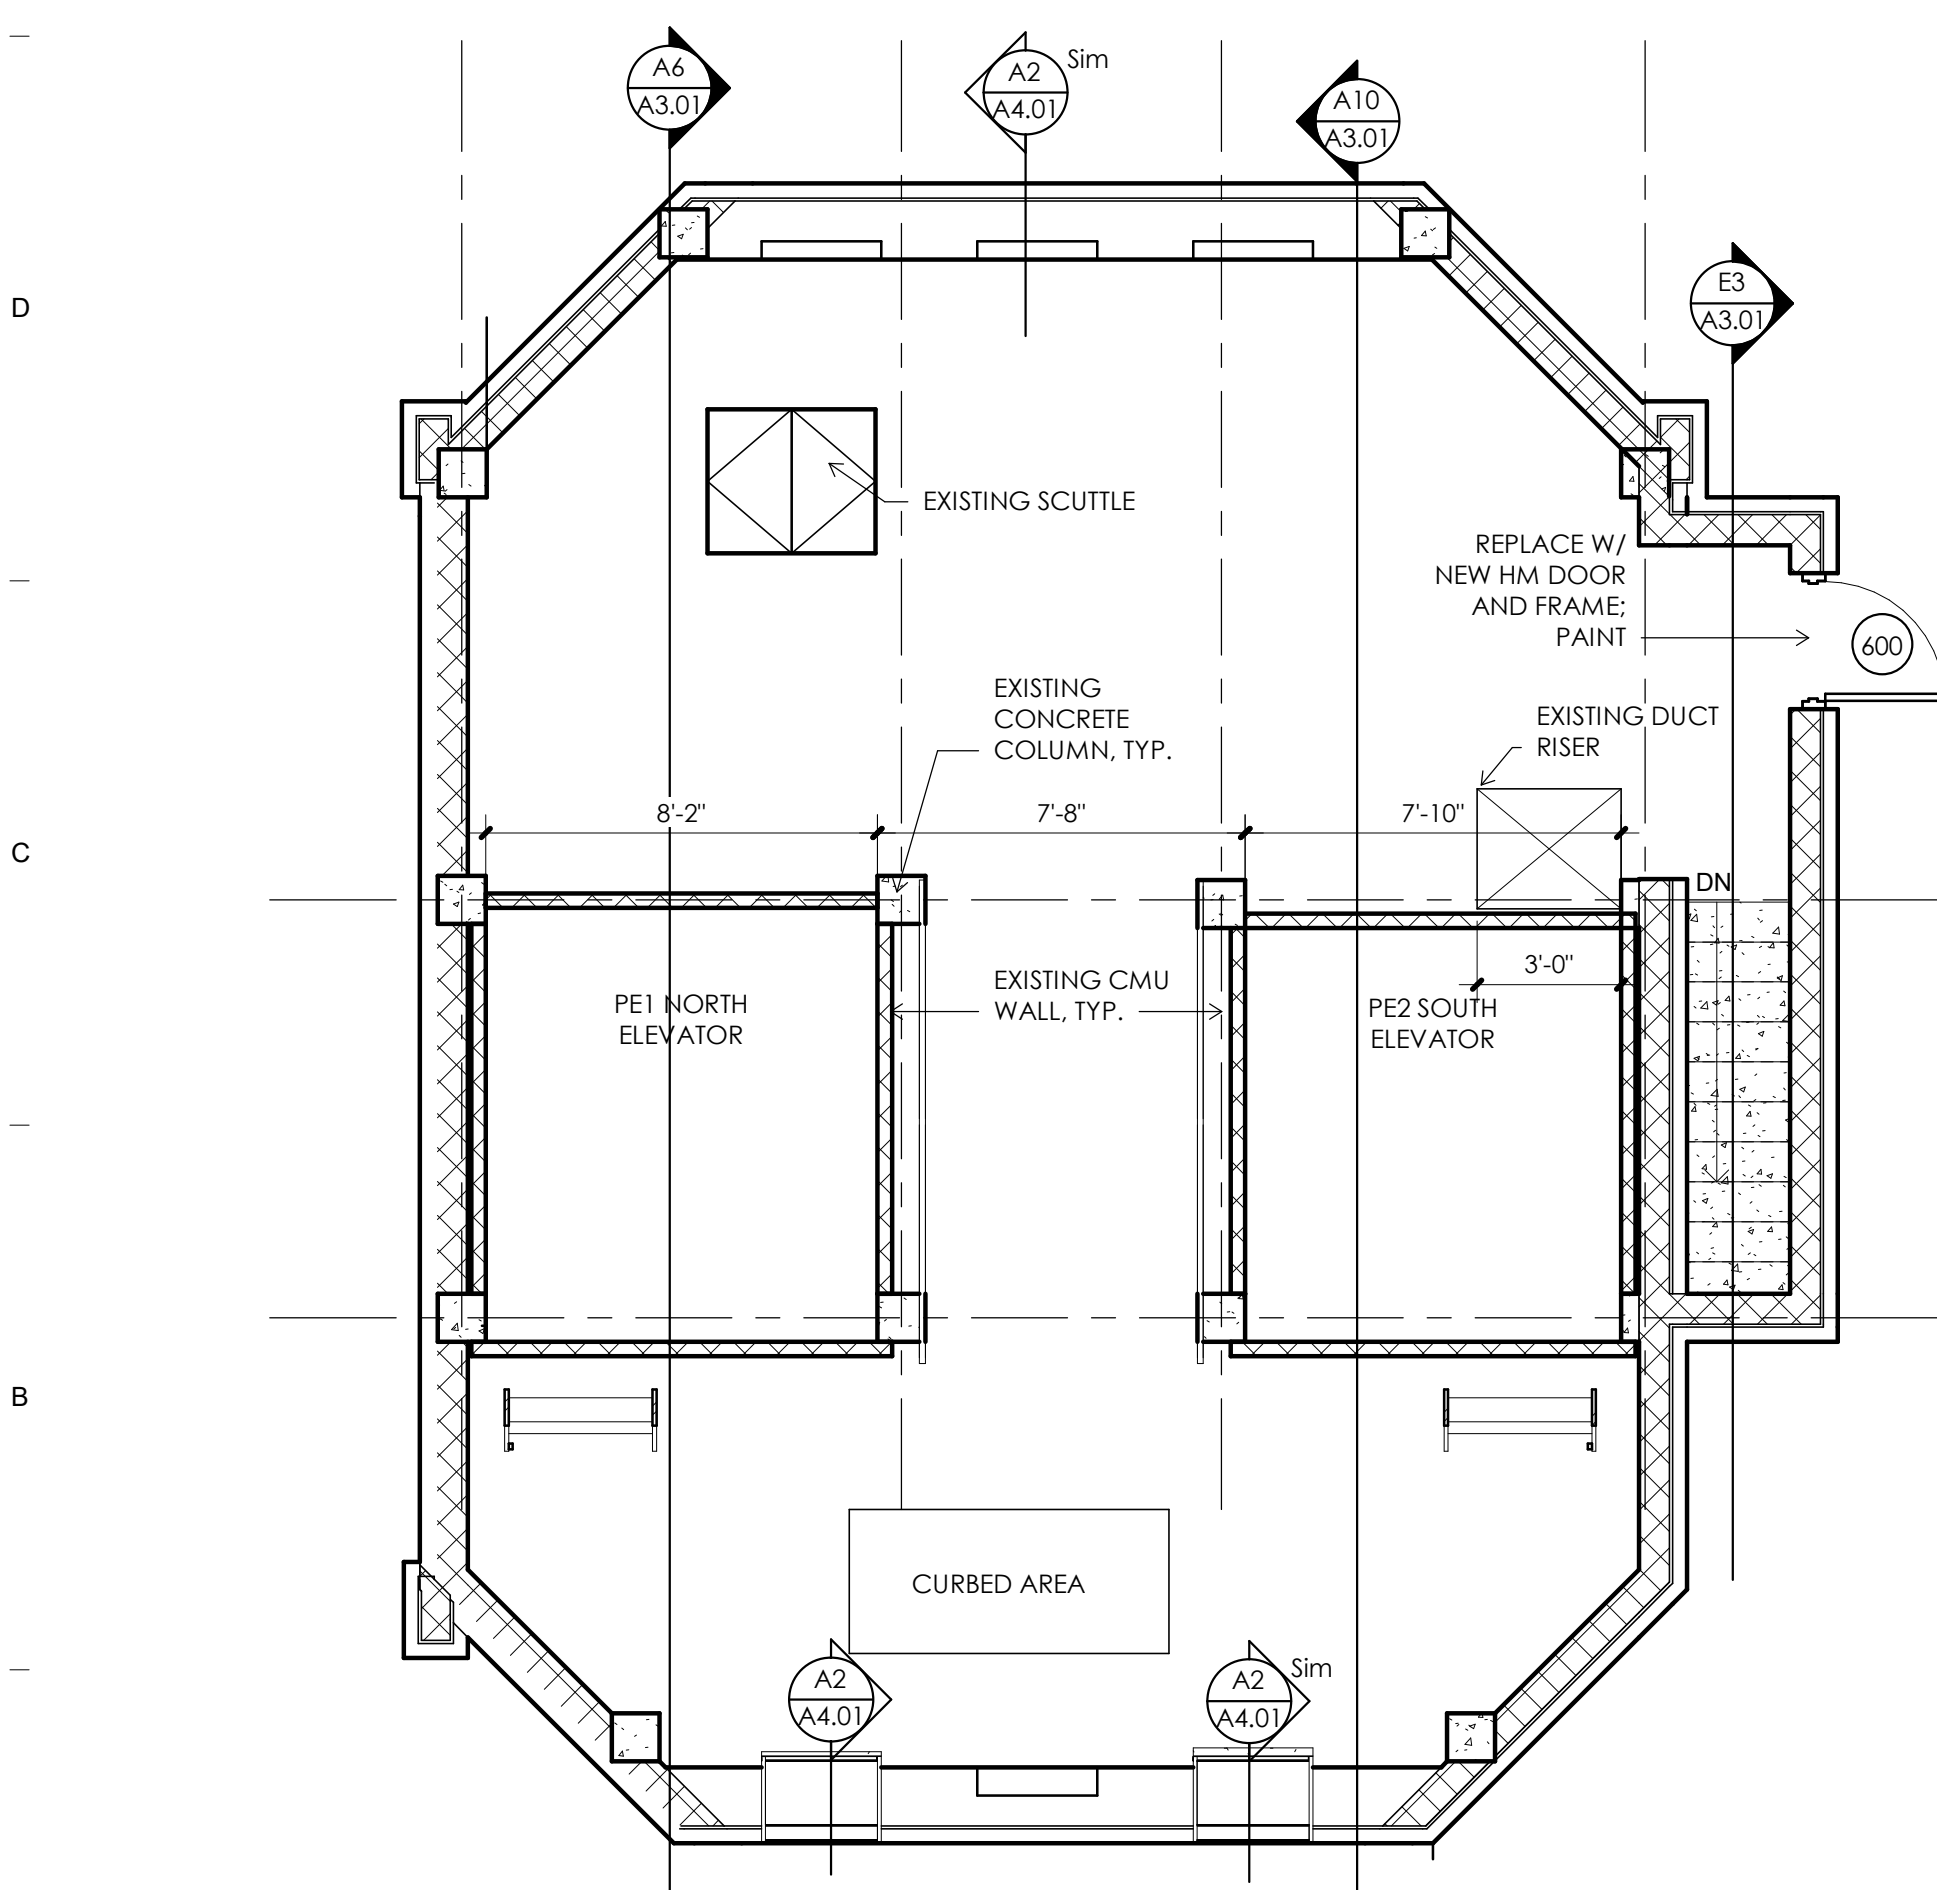 A6
A3.01
A2
A4.01
Sim
A10
A3.01
D
E3
A3.01
EXISTING SCUTTLE
REPLACE W/
NEW HM DOOR
AND FRAME;
PAINT
600
EXISTING
CONCRETE
COLUMN, TYP.
EXISTING DUCT
RISER
8'-2"
7'-8"
7'-10"
C
DN
3'-0"
EXISTING CMU
WALL, TYP.
PE1 NORTH
ELEVATOR
PE2 SOUTH
ELEVATOR
B
CURBED AREA
A2
A4.01
A2
A4.01
Sim